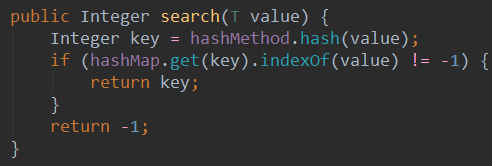 public Integer search(T value) {
    Integer key = hashMethod.hash(value);
    if (hashMap.get(key).indexOf(value) != -1) {
        return key;
    }
    return -1;
}